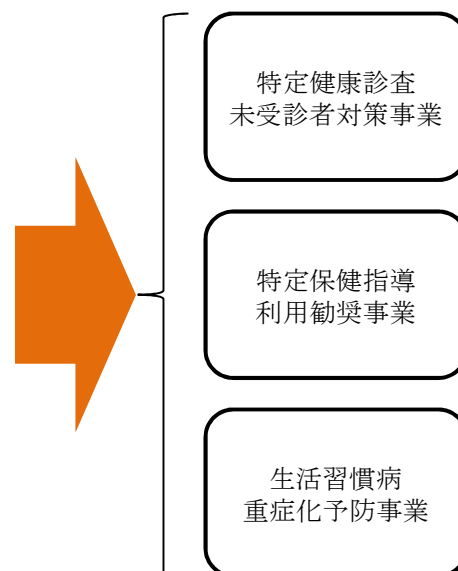 特定健康診査
未受診者対策事業
特定保健指導
利用勧奨事業
生活習慣病
重症化予防事業